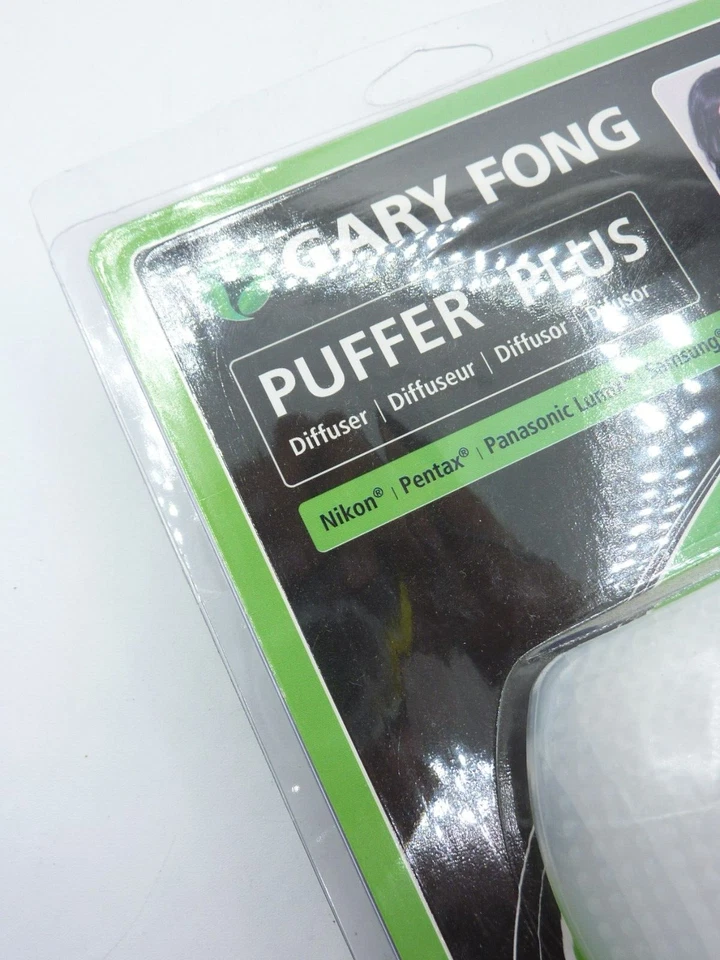 GARY FONG
PUFFER PLUS
Diffuser | Diffuseur | Diffusor | Difusor
Nikon® | Pentax® | Panasonic Lumix | Samsung